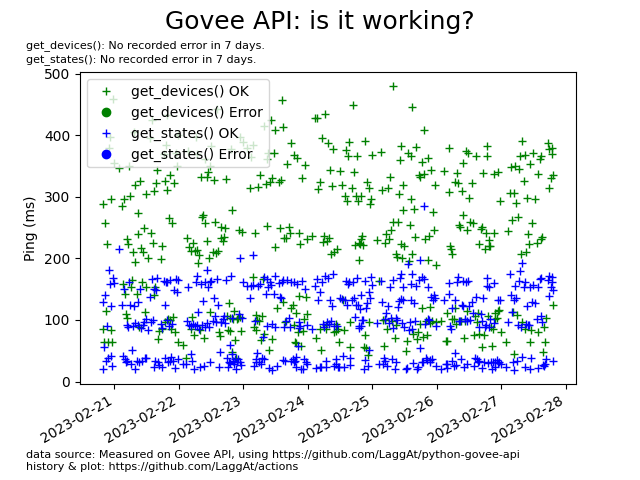 Govee API: is it working?
get_devices(): No recorded error in 7 days.
get_states(): No recorded error in 7 days.
500
get_devices() OK
get_devices() Error
get_states() OK
get_states() Error
400
300
200
100
0
Ping (ms)
2023-02-21
2023-02-22
2023-02-23
2023-02-24
2023-02-25
2023-02-26
2023-02-27
2023-02-28
data source: Measured on Govee API, using https://github.com/LaggAt/python-govee-api
history & plot: https://github.com/LaggAt/actions